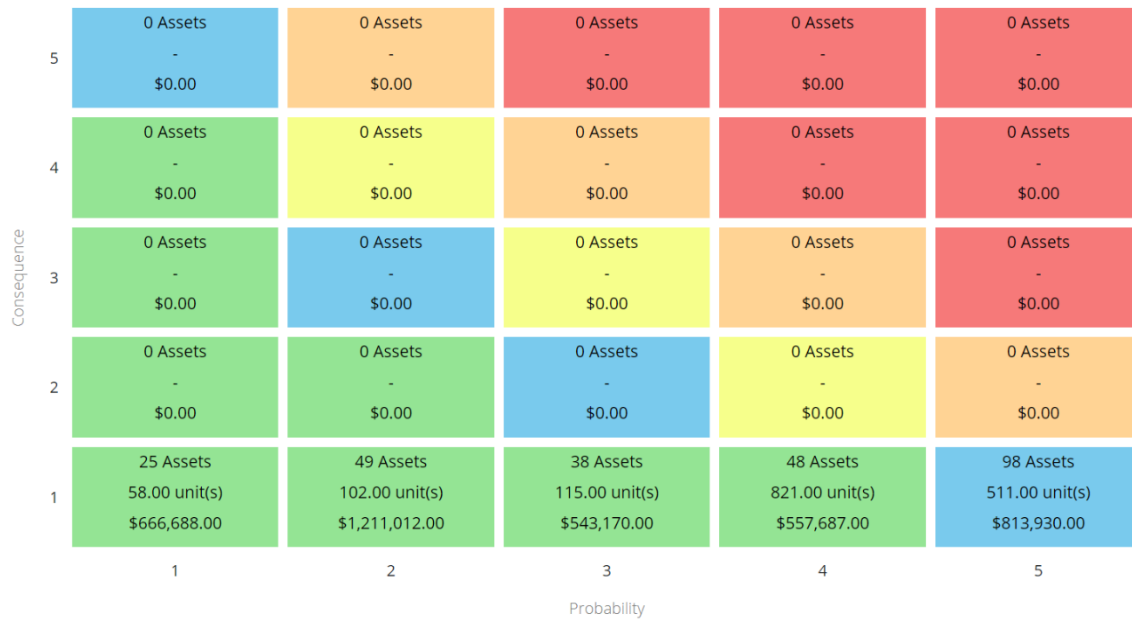 0 Assets 0 Assets 0 Assets 0 Assets 0 Assets
5 - - - - -
$0.00 $0.00 $0.00 $0.00 $0.00
0 Assets 0 Assets 0 Assets 0 Assets 0 Assets
4 - - - - -
$0.00 $0.00 $0.00 $0.00 $0.00
Consequence
0 Assets 0 Assets 0 Assets 0 Assets 0 Assets
3 - - - - -
$0.00 $0.00 $0.00 $0.00 $0.00
0 Assets 0 Assets 0 Assets 0 Assets 0 Assets
2 - - - - -
$0.00 $0.00 $0.00 $0.00 $0.00
25 Assets 49 Assets 38 Assets 48 Assets 98 Assets
1 58.00 unit(s) 102.00 unit(s) 115.00 unit(s) 821.00 unit(s) 511.00 unit(s)
$666,688.00 $1,211,012.00 $543,170.00 $557,687.00 $813,930.00
1 2 3 4 5
Probability